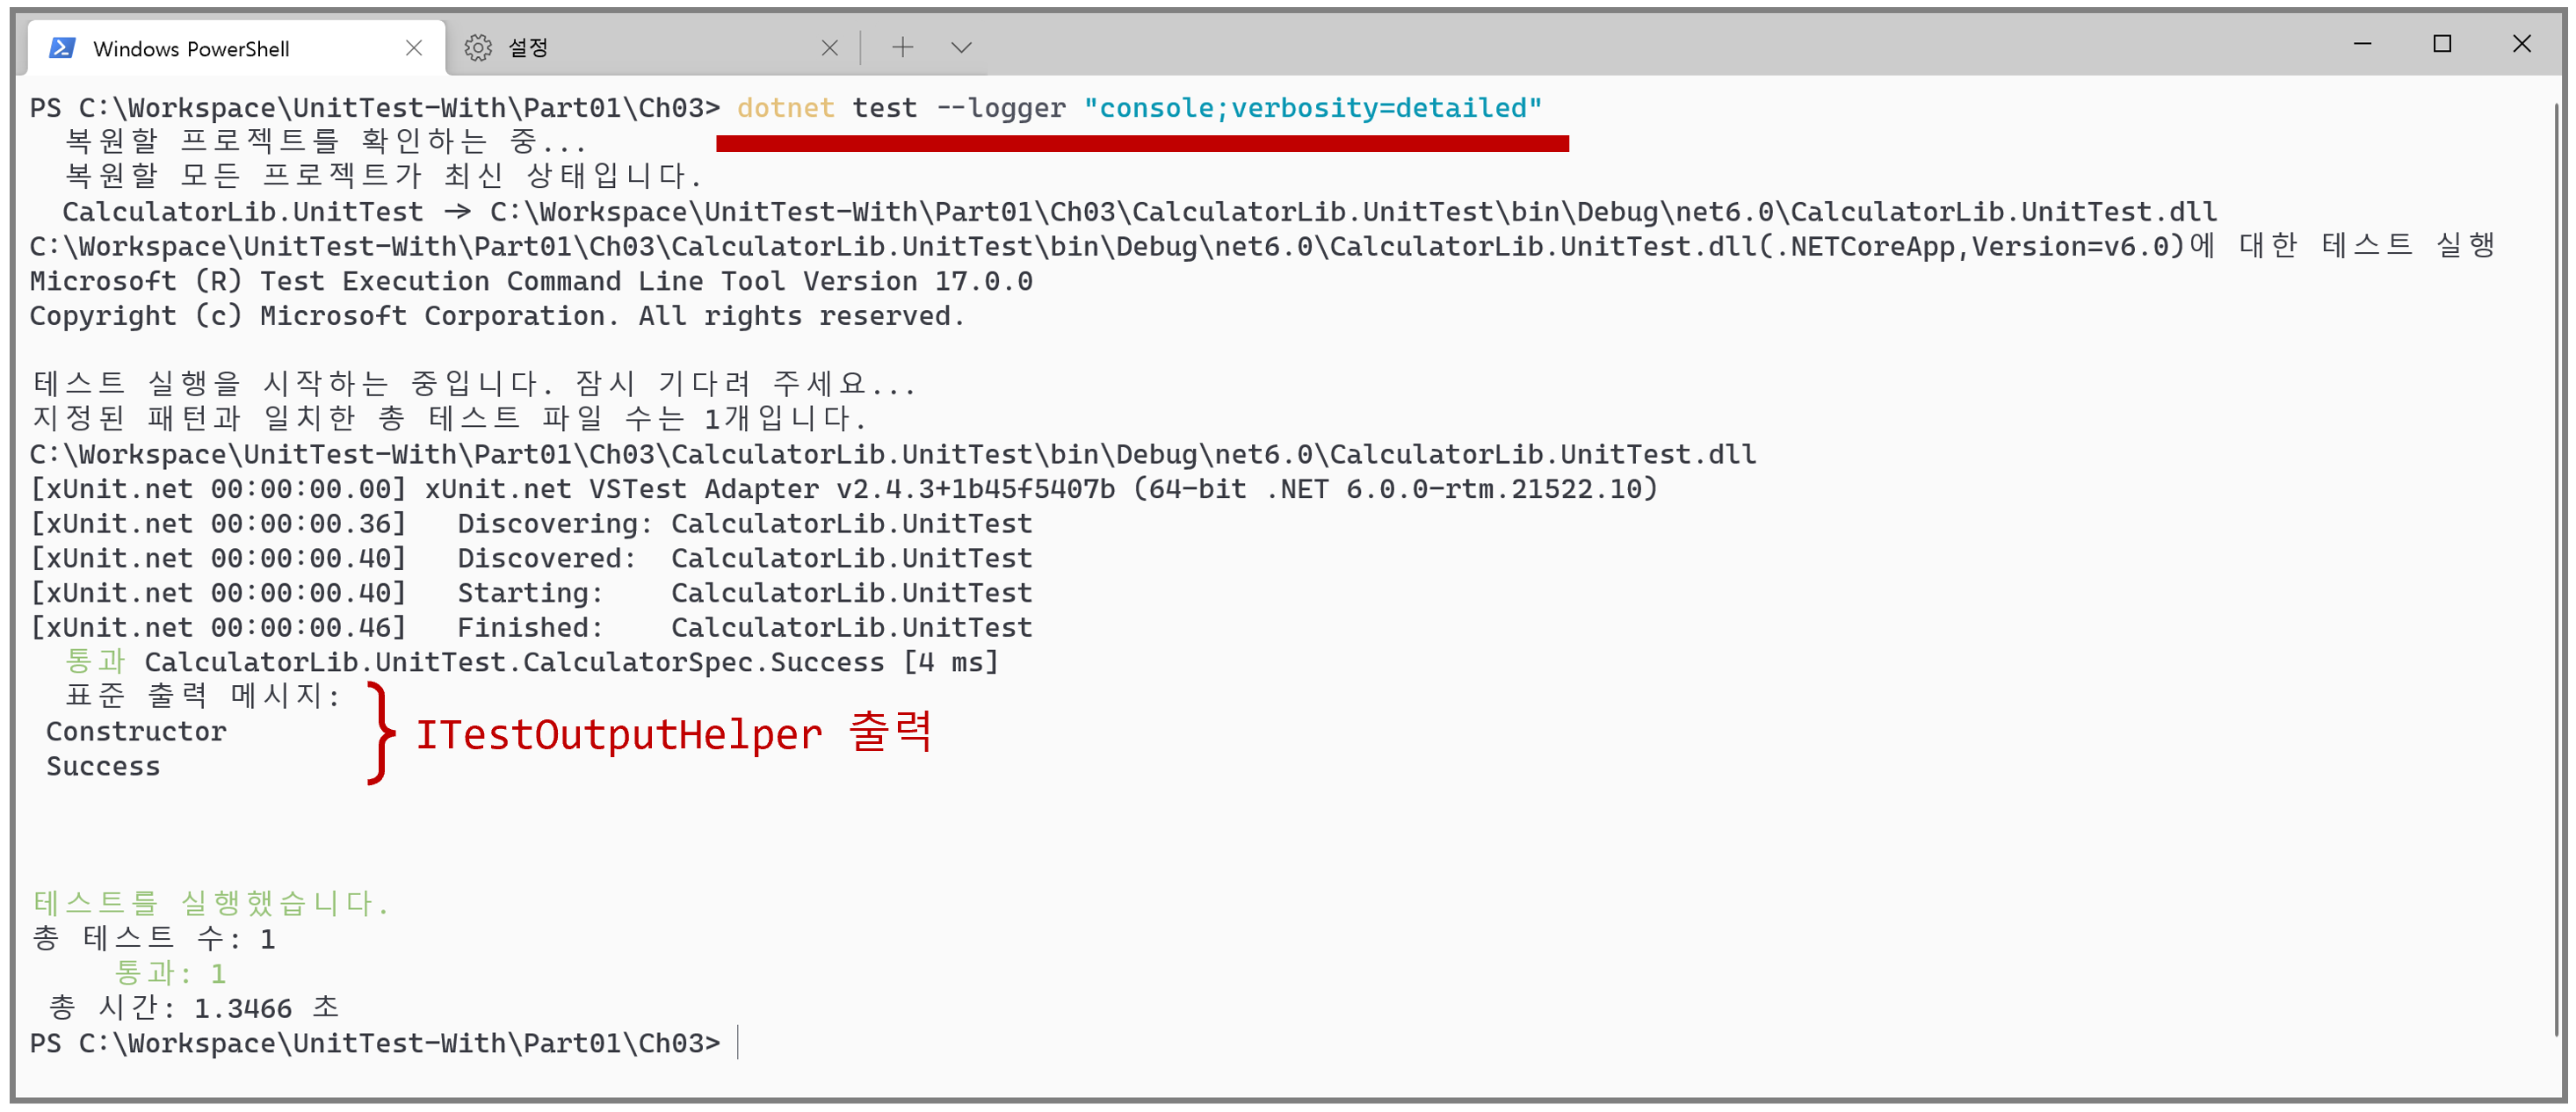 Windows PowerShell
설정
PS C:\Workspace\UnitTest-With\Part01\Ch03> dotnet test --logger "console;verbosity=detailed"
복원할 프로젝트를 확인하는 중...
복원할 모든 프로젝트가 최신 상태입니다.
CalculatorLib.UnitTest -> C:\Workspace\UnitTest-With\Part01\Ch03\CalculatorLib.UnitTest\bin\Debug\net6.0\CalculatorLib.UnitTest.dll
C:\Workspace\UnitTest-With\Part01\Ch03\CalculatorLib.UnitTest\bin\Debug\net6.0\CalculatorLib.UnitTest.dll(.NETCoreApp,Version=v6.0)에 대한 테스트 실행
Microsoft (R) Test Execution Command Line Tool Version 17.0.0
Copyright (c) Microsoft Corporation. All rights reserved.
테스트 실행을 시작하는 중입니다. 잠시 기다려 주세요...
지정된 패턴과 일치한 총 테스트 파일 수는 1개입니다.
C:\Workspace\UnitTest-With\Part01\Ch03\CalculatorLib.UnitTest\bin\Debug\net6.0\CalculatorLib.UnitTest.dll
[xUnit.net 00:00:00.00] xUnit.net VSTest Adapter v2.4.3+1b45f5407b (64-bit .NET 6.0.0-rtm.21522.10)
[xUnit.net 00:00:00.36]   Discovering: CalculatorLib.UnitTest
[xUnit.net 00:00:00.40]   Discovered:  CalculatorLib.UnitTest
[xUnit.net 00:00:00.40]   Starting:    CalculatorLib.UnitTest
[xUnit.net 00:00:00.46]   Finished:    CalculatorLib.UnitTest
통과 CalculatorLib.UnitTest.CalculatorSpec.Success [4 ms]
표준 출력 메시지:
Constructor
ITestOutputHelper 출력
Success
테스트를 실행했습니다.
총 테스트 수: 1
통과: 1
총 시간: 1.3466 초
PS C:\Workspace\UnitTest-With\Part01\Ch03>